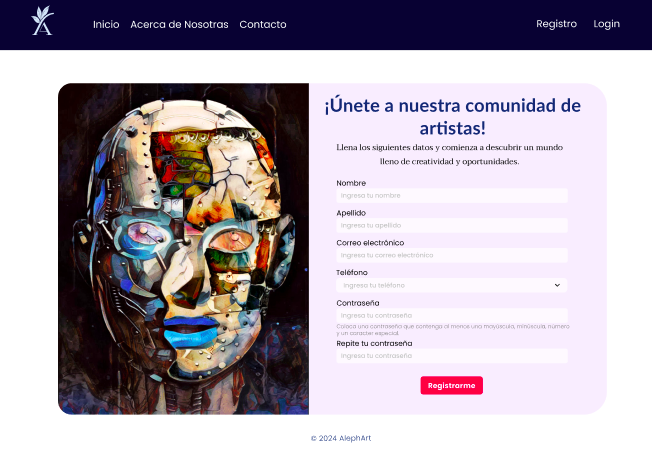 Inicio Acerca de Nosotras Contacto Registro Login
¡Únete a nuestra comunidad de
artistas!
Llena los siguientes datos y comienza a descubrir un mundo
lleno de creatividad y oportunidades.
Nombre
Ingresa tu nombre
Apellido
Ingresa tu apellido
Correo electrónico
Ingresa tu correo electrónico
Teléfono
Ingresa tu teléfono
Contraseña
Ingresa tu contraseña
Coloca una contraseña que contenga al menos una mayúscula, minúscula, número
y un caracter especial.
Repite tu contraseña
Ingresa tu contraseña
Registrarme
© 2024 AlephArt